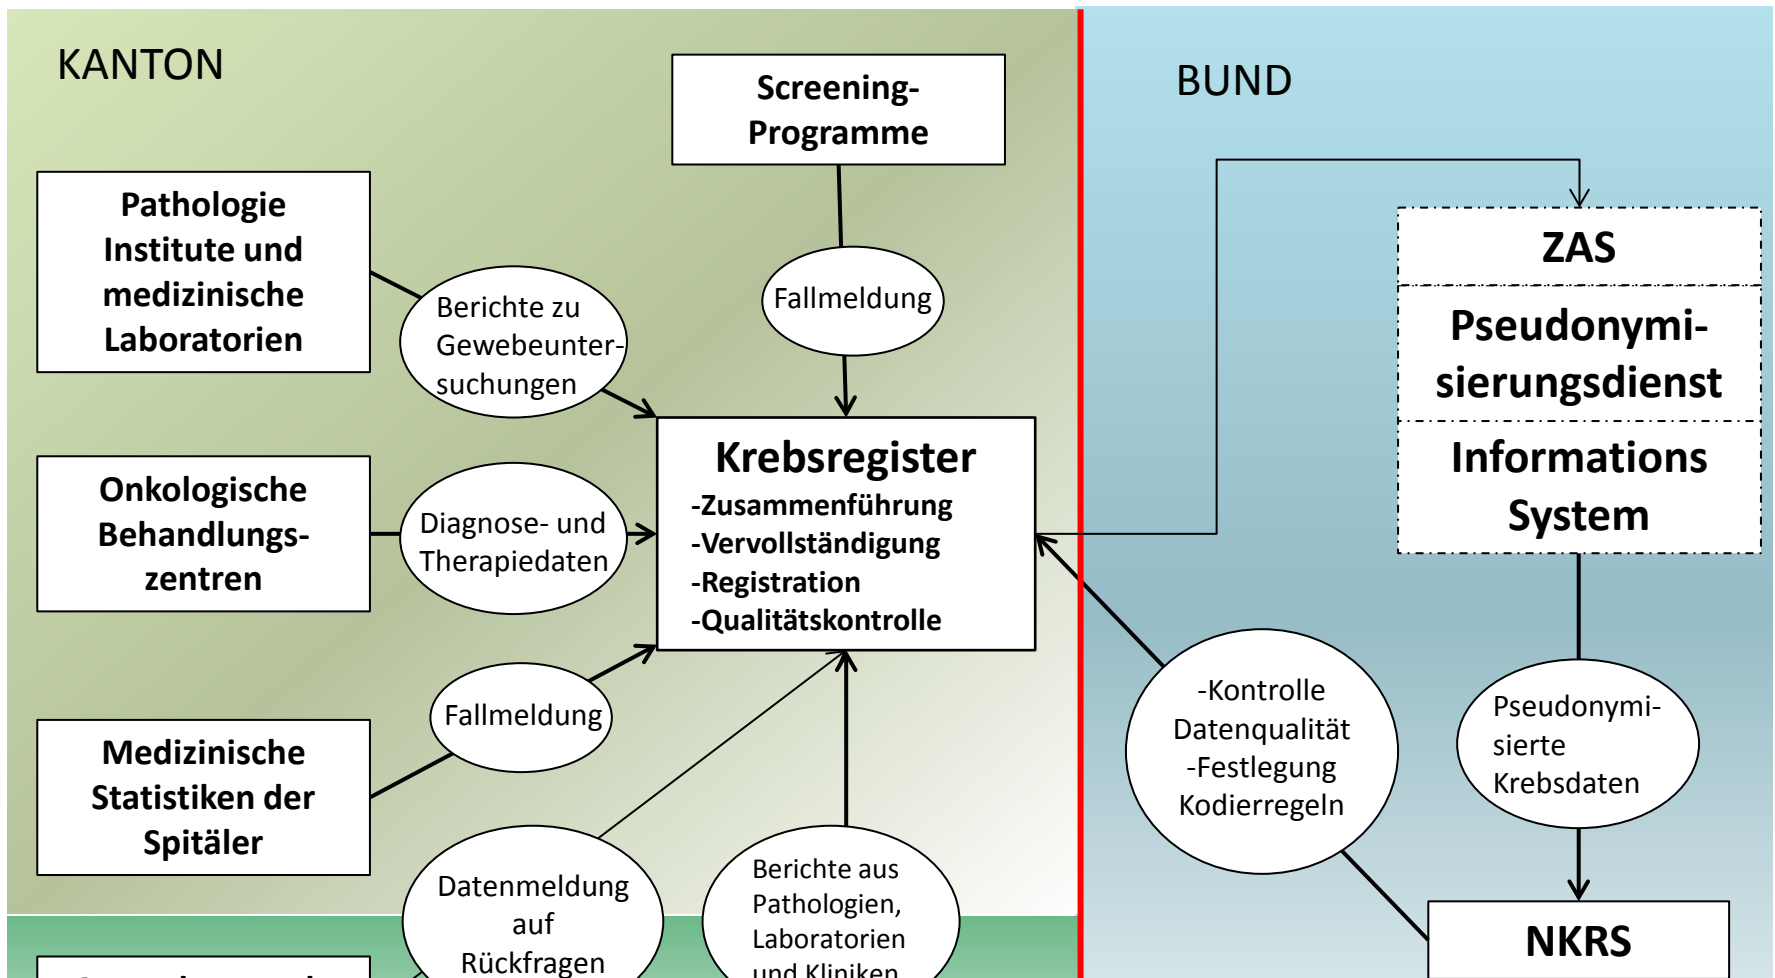 KANTON
Screening-
Programme
BUND
Pathologie
Institute und
medizinische
Laboratorien
Berichte zu
Gewebeunter-
suchungen
Fallmeldung
ZAS
Pseudonymi-
sierungsdienst
Informations
System
Krebsregister
-Zusammenführung
-Vervollständigung
-Registration
-Qualitätskontrolle
Onkologische
Behandlungs-
zentren
Diagnose- und
Therapiedaten
Medizinische
Statistiken der
Spitäler
Fallmeldung
-Kontrolle
Datenqualität
-Festlegung
Kodierregeln
Pseudonymi-
sierte
Krebsdaten
Datenmeldung
auf
Rückfragen
Berichte aus
Pathologien,
Laboratorien
und Kliniken
NKRS